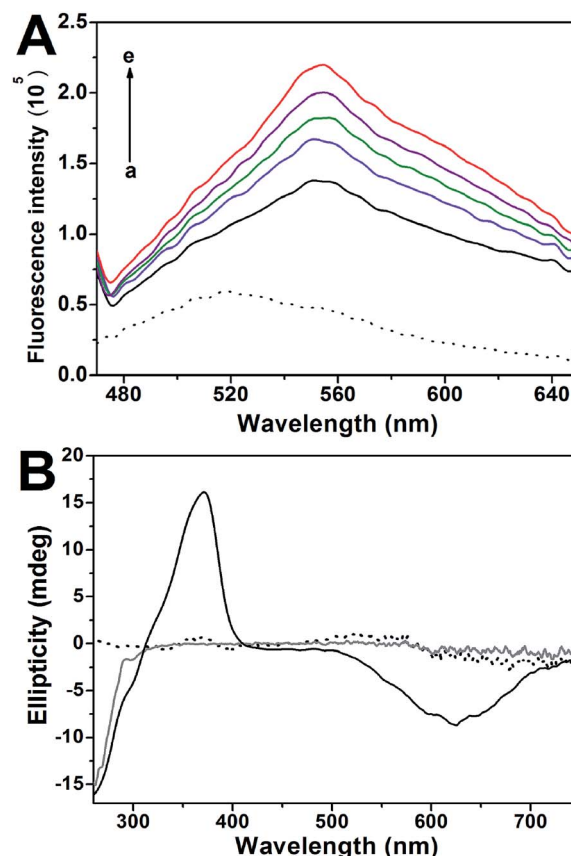 A
Fluorescence intensity (10⁵)
2.5
2.0
1.5
1.0
0.5
0.0
e
a
480 520 560 600 640
Wavelength (nm)
B
Ellipticity (mdeg)
20
15
10
5
0
-5
-10
-15
300 400 500 600 700
Wavelength (nm)